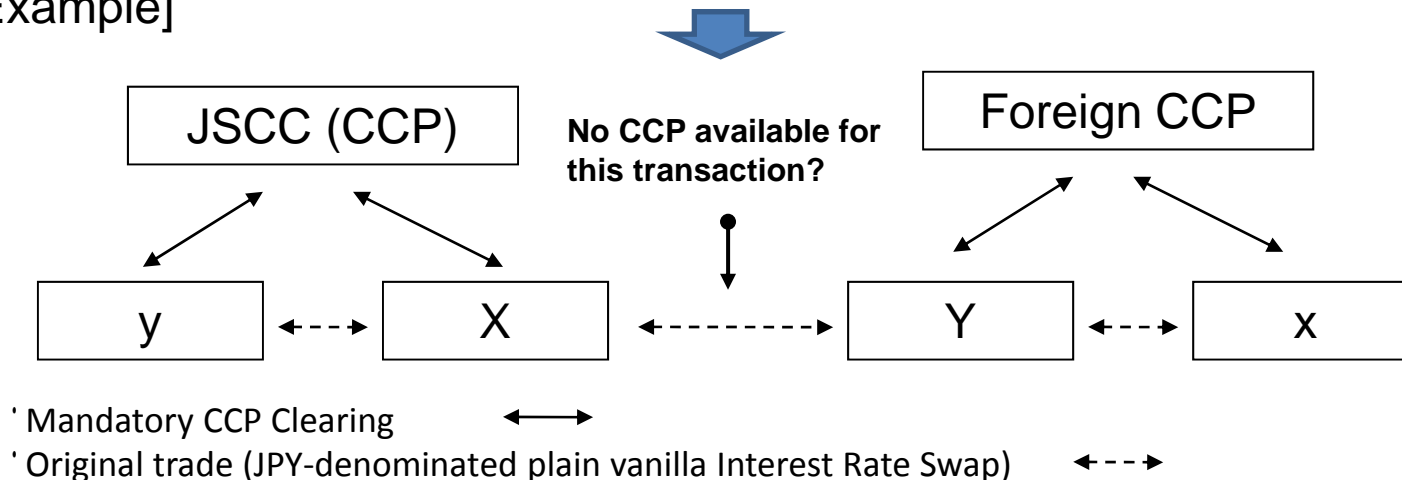 Example]
JSCC (CCP)
Foreign CCP
No CCP available for
this transaction?
y
X
Y
x
Mandatory CCP Clearing
Original trade (JPY-denominated plain vanilla Interest Rate Swap)